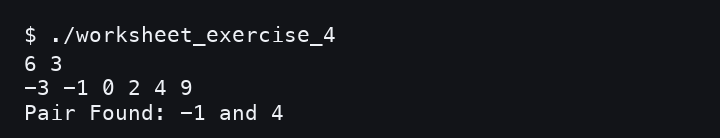 $ ./worksheet_exercise_4
6 3
−3 −1 0 2 4 9
Pair Found: −1 and 4